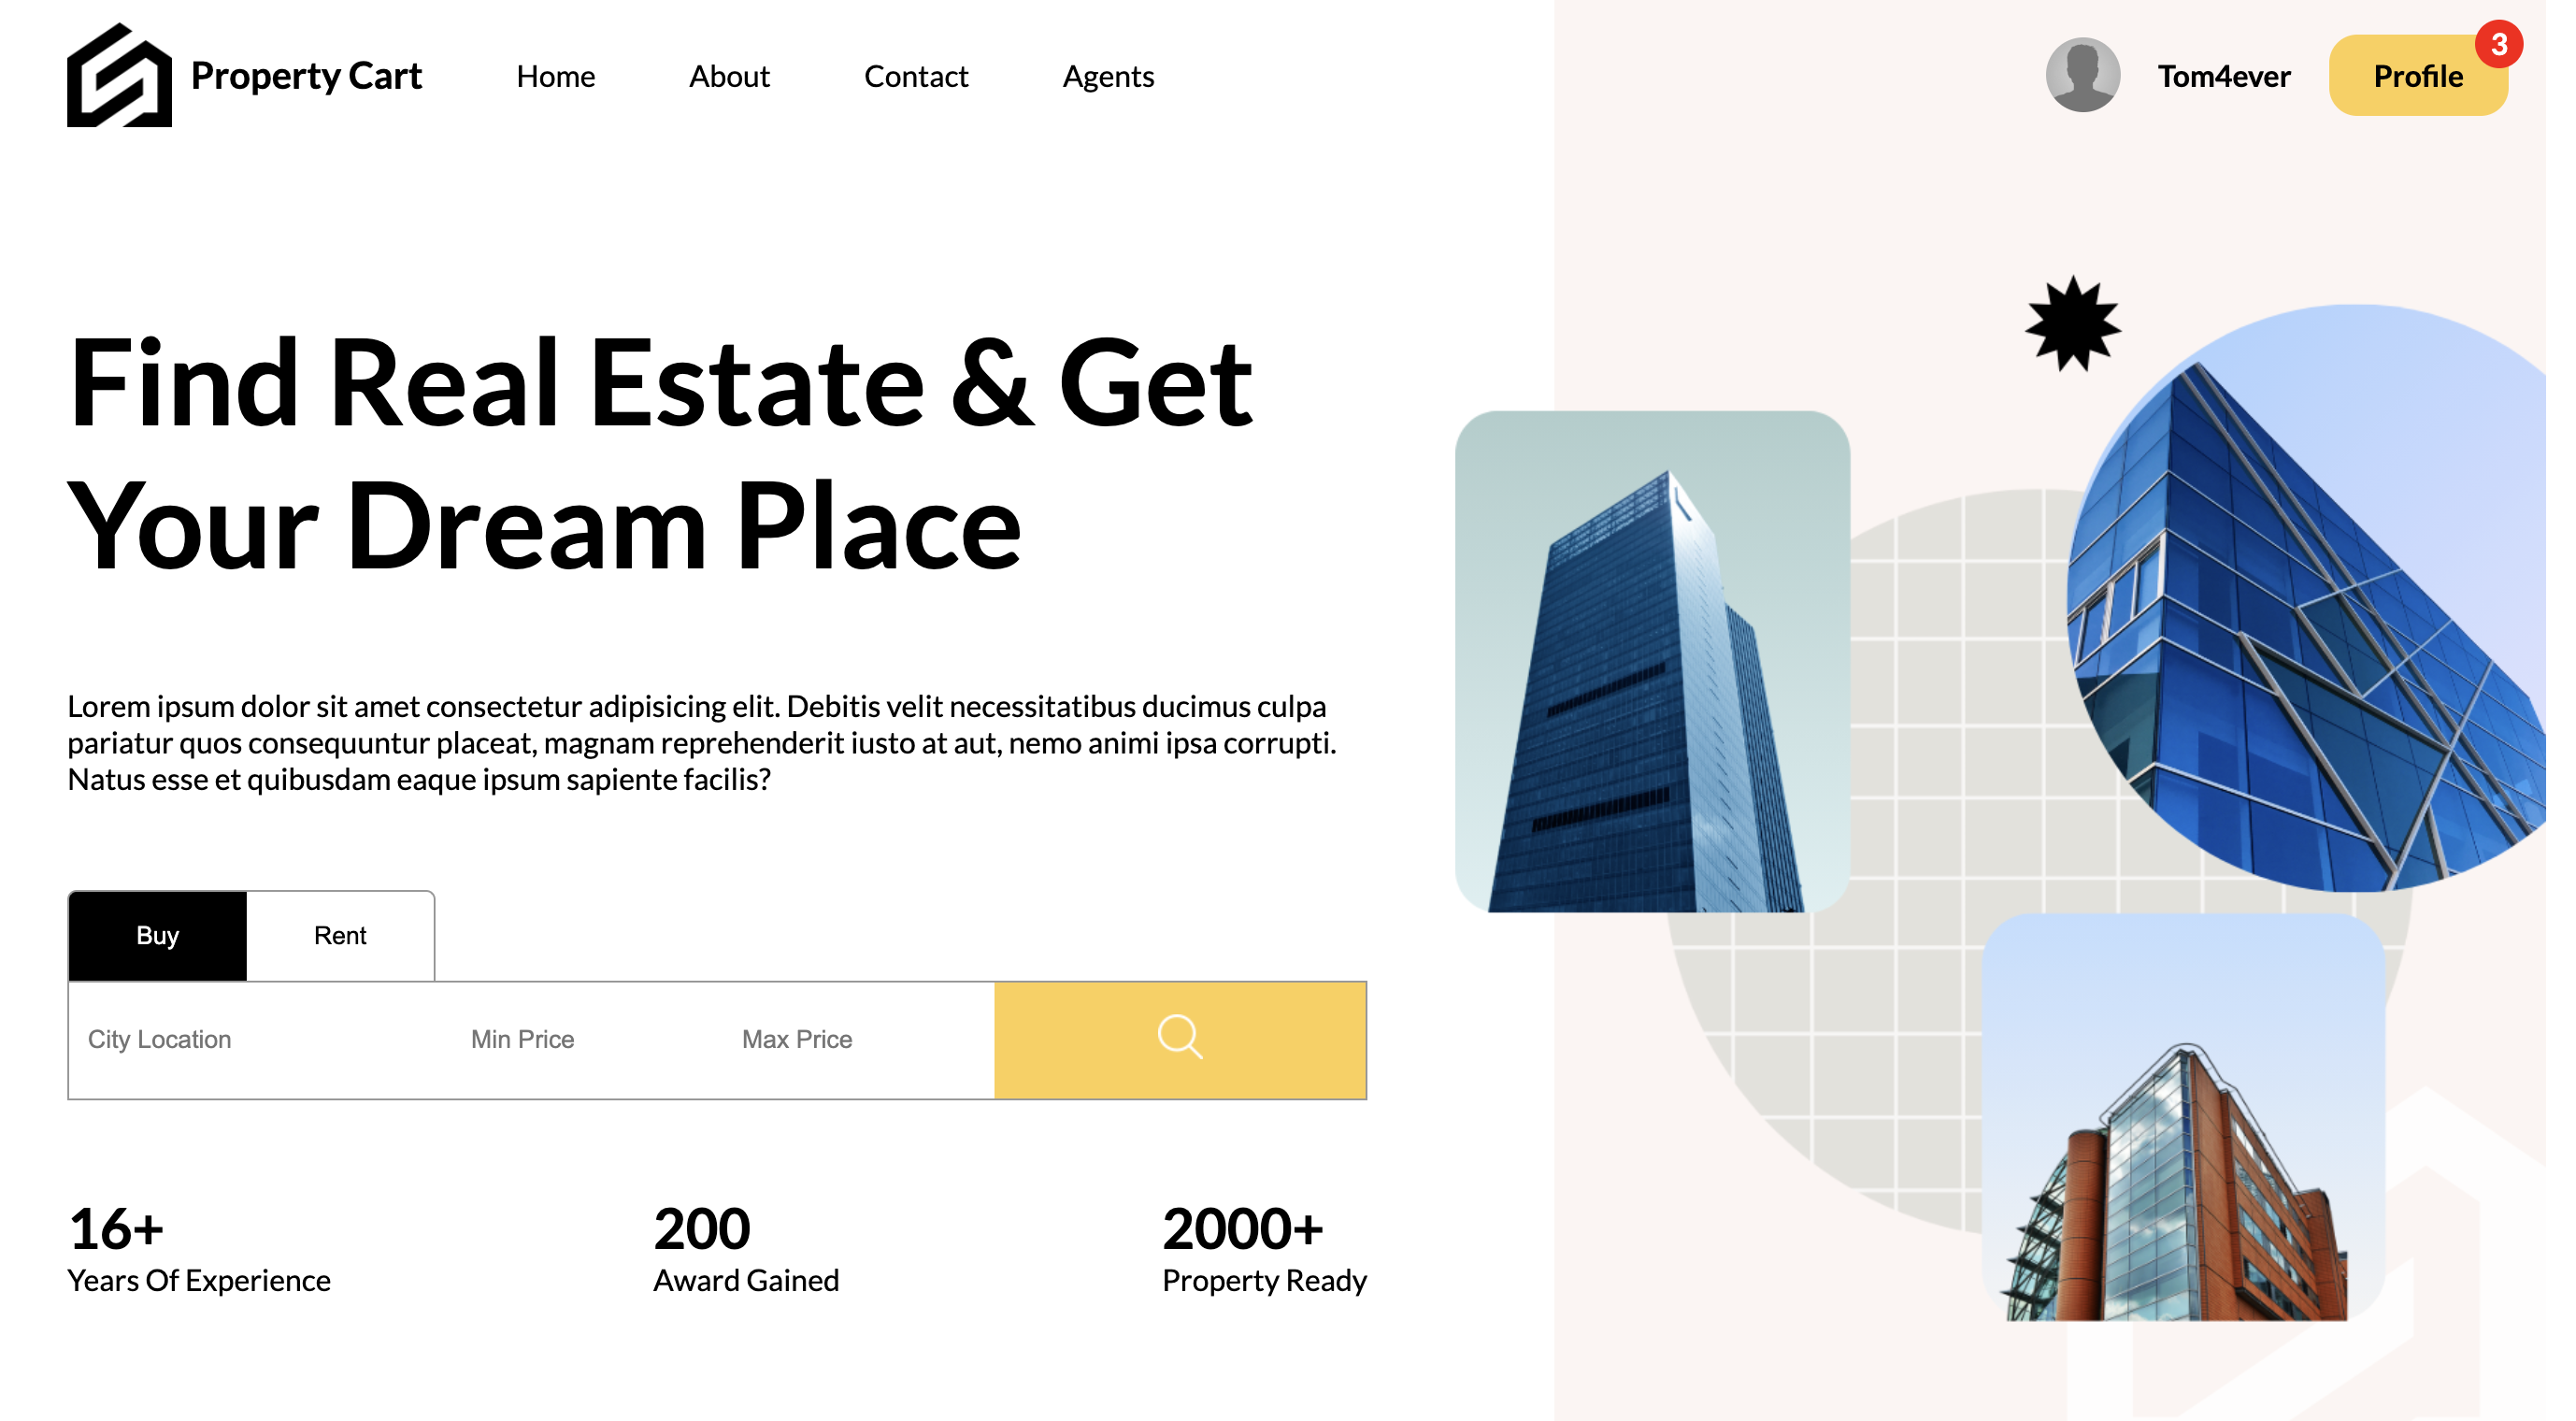 Property Cart
Home
About
Contact
Agents
Tom4ever
Profile
3
Find Real Estate & Get
Your Dream Place
Lorem ipsum dolor sit amet consectetur adipisicing elit. Debitis velit necessitatibus ducimus culpa
pariatur quos consequuntur placeat, magnam reprehenderit iusto at aut, nemo animi ipsa corrupti.
Natus esse et quibusdam eaque ipsum sapiente facilis?
Buy
Rent
City Location
Min Price
Max Price
16+
Years Of Experience
200
Award Gained
2000+
Property Ready